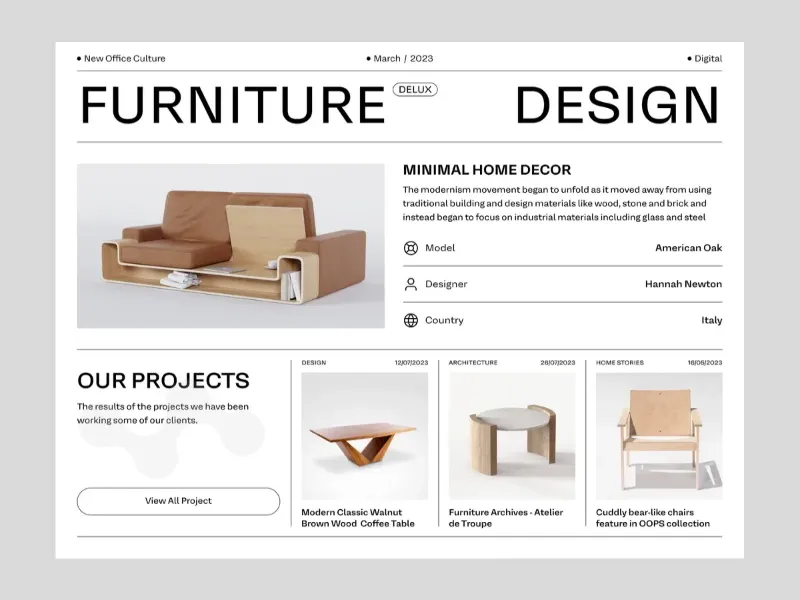 New Office Culture
March / 2023
Digital
FURNITURE DELUX DESIGN
MINIMAL HOME DECOR
The modernism movement began to unfold as it moved away from using
traditional building and design materials like wood, stone and brick and
instead began to focus on industrial materials including glass and steel
Model American Oak
Designer Hannah Newton
Country Italy
OUR PROJECTS
The results of the projects we have been
working some of our clients.
View All Project
DESIGN 12/07/2023
Modern Classic Walnut
Brown Wood Coffee Table
ARCHITECTURE 26/07/2023
Furniture Archives - Atelier
de Troupe
HOME STORIES 16/05/2023
Cuddly bear-like chairs
feature in OOPS collection